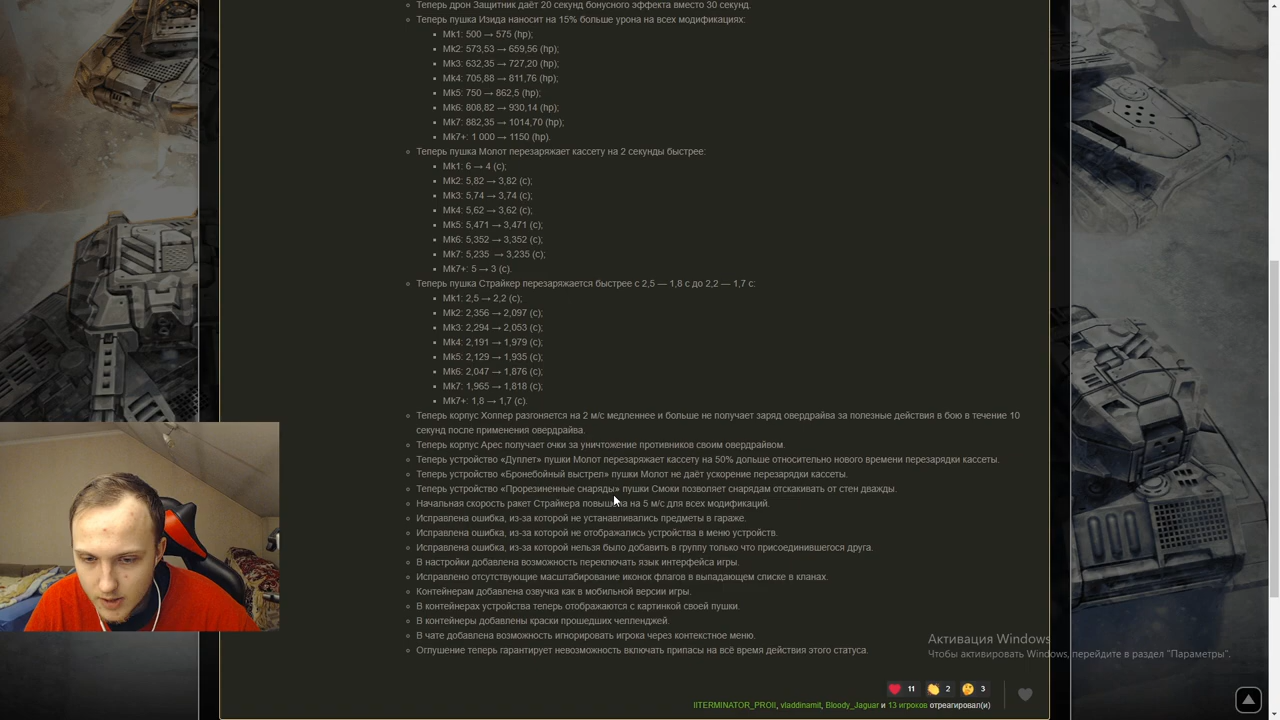 Теперь дрон Защитник даёт 20 секунд бонусного эффекта вместо 30 секунд.
Теперь пушка Изида наносит на 15% больше урона на всех модификациях:
Mk1: 500 → 575 (hp);
Mk2: 573,53 → 659,56 (hp);
Mk3: 632,35 → 727,20 (hp);
Mk4: 705,88 → 811,76 (hp);
Mk5: 750 → 862,5 (hp);
Mk6: 808,82 → 930,14 (hp);
Mk7: 882,35 → 1014,70 (hp);
Mk7+: 1 000 → 1150 (hp).
Теперь пушка Молот перезаряжает кассету на 2 секунды быстрее:
Mk1: 6 → 4 (с);
Mk2: 5,82 → 3,82 (с);
Mk3: 5,74 → 3,74 (с);
Mk4: 5,62 → 3,62 (с);
Mk5: 5,471 → 3,471 (с);
Mk6: 5,352 → 3,352 (с);
Mk7: 5,235 → 3,235 (с);
Mk7+: 5 → 3 (с).
Теперь пушка Страйкер перезаряжается быстрее с 2,5 — 1,8 с до 2,2 — 1,7 с:
Mk1: 2,5 → 2,2 (с);
Mk2: 2,356 → 2,097 (с);
Mk3: 2,294 → 2,053 (с);
Mk4: 2,191 → 1,979 (с);
Mk5: 2,129 → 1,935 (с);
Mk6: 2,047 → 1,876 (с);
Mk7: 1,965 → 1,818 (с);
Mk7+: 1,8 → 1,7 (с).
Теперь корпус Хоппер разгоняется на 2 м/с медленнее и больше не получает заряд овердрайва за полезные действия в бою в течение 10
секунд после применения овердрайва.
Теперь корпус Арес получает очки за уничтожение противников своим овердрайвом.
Теперь устройство «Дуплет» пушки Молот перезаряжает кассету на 50% дольше относительно нового времени перезарядки кассеты.
Теперь устройство «Бронебойный выстрел» пушки Молот не даёт ускорение перезарядки кассеты.
Теперь устройство «Прорезиненные снаряды» пушки Смоки позволяет снарядам отскакивать от стен дважды.
Начальная скорость ракет Страйкера повышена на 5 м/с для всех модификаций.
Исправлена ошибка, из-за которой не устанавливались предметы в гараже.
Исправлена ошибка, из-за которой не отображались устройства в меню устройств.
Исправлена ошибка, из-за которой нельзя было добавить в группу только что присоединившегося друга.
В настройки добавлена возможность переключать язык интерфейса игры.
Исправлено отсутствующие масштабирование иконок флагов в выпадающем списке в кланах.
Контейнерам добавлена озвучка как в мобильной версии игры.
В контейнерах устройства теперь отображаются с картинкой своей пушки.
В контейнеры добавлены краски прошедших челленджей.
В чате добавлена возможность игнорировать игрока через контекстное меню.
Оглушение теперь гарантирует невозможность включать припасы на всё время действия этого статуса.
Активация Windows
Чтобы активировать Windows, перейдите в раздел "Параметры".
11 2 3
IITERMINATOR_PROII, vladdinamit, Bloody_Jaguar и 13 игроков отреагировал(и)